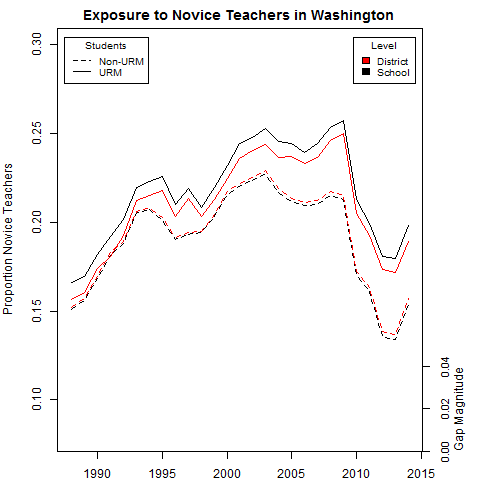 Exposure to Novice Teachers in Washington
Students
Non-URM
URM
Level
District
School
Proportion Novice Teachers
0.30
0.25
0.20
0.15
0.10
0.04
0.02
0.00
Gap Magnitude
1990 1995 2000 2005 2010 2015